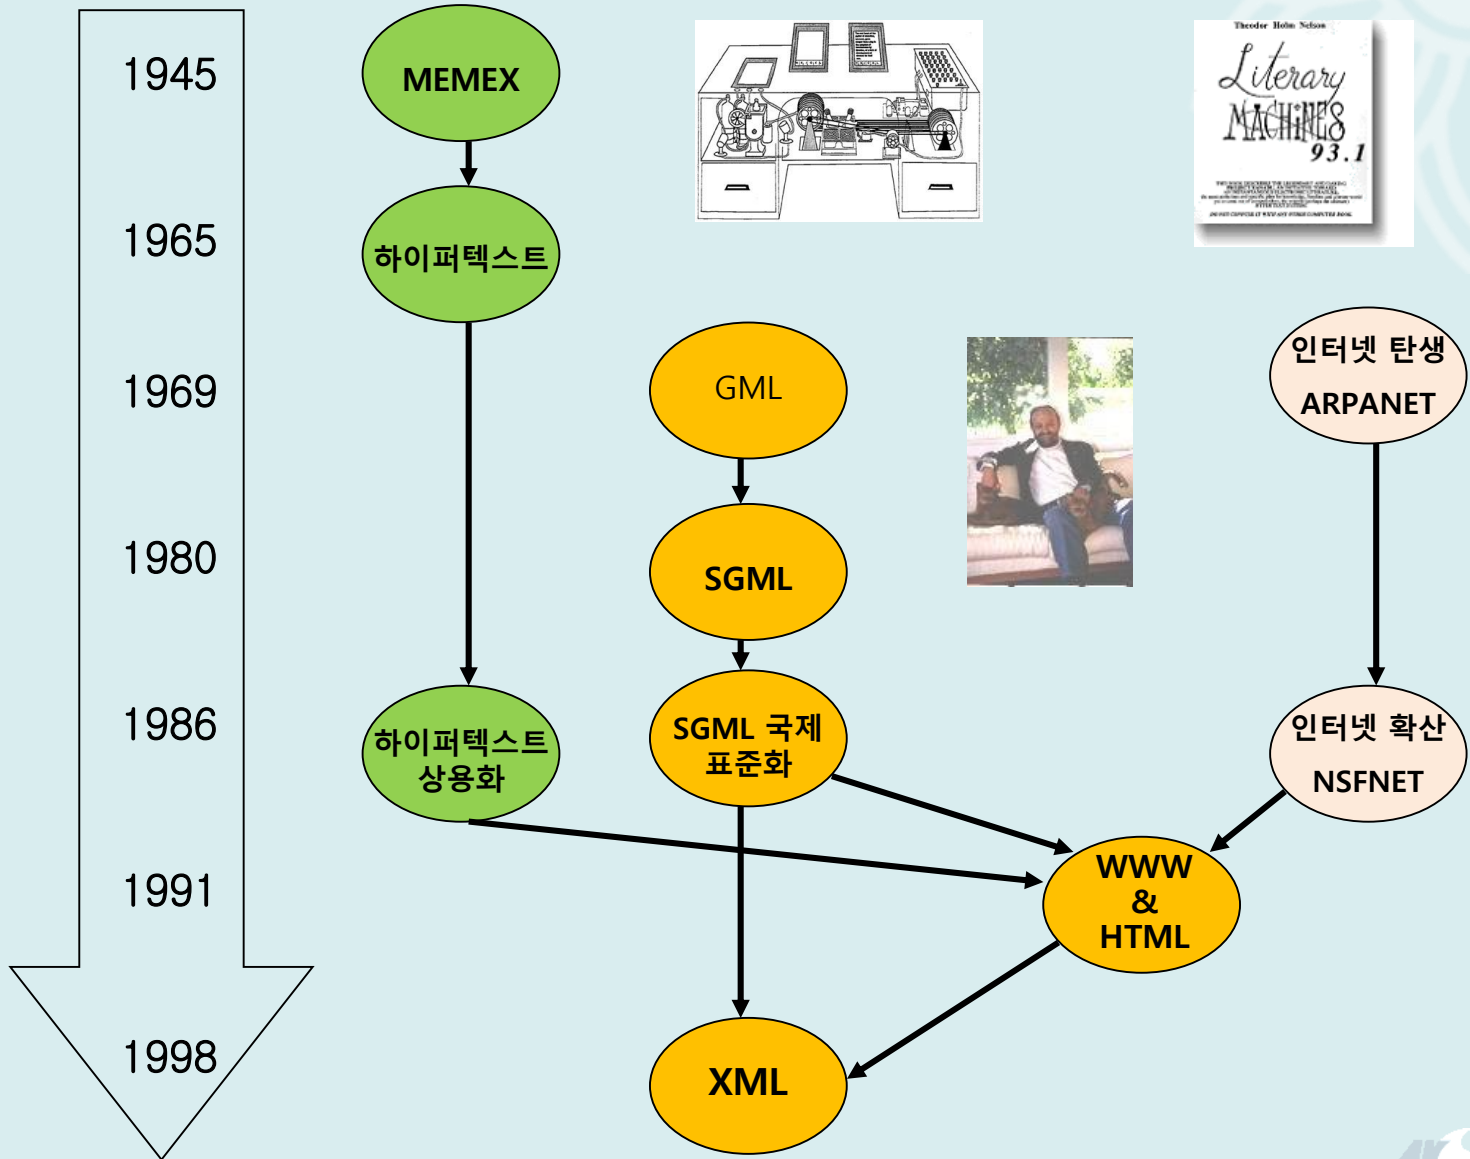 1945
MEMEX
Theodor Holm Nelson
Literary
MACHINES
93.1
1965
하이퍼텍스트
1969
GML
인터넷 탄생
ARPANET
1980
SGML
1986
하이퍼텍스트
상용화
SGML 국제
표준화
인터넷 확산
NSFNET
1991
WWW
&
HTML
1998
XML